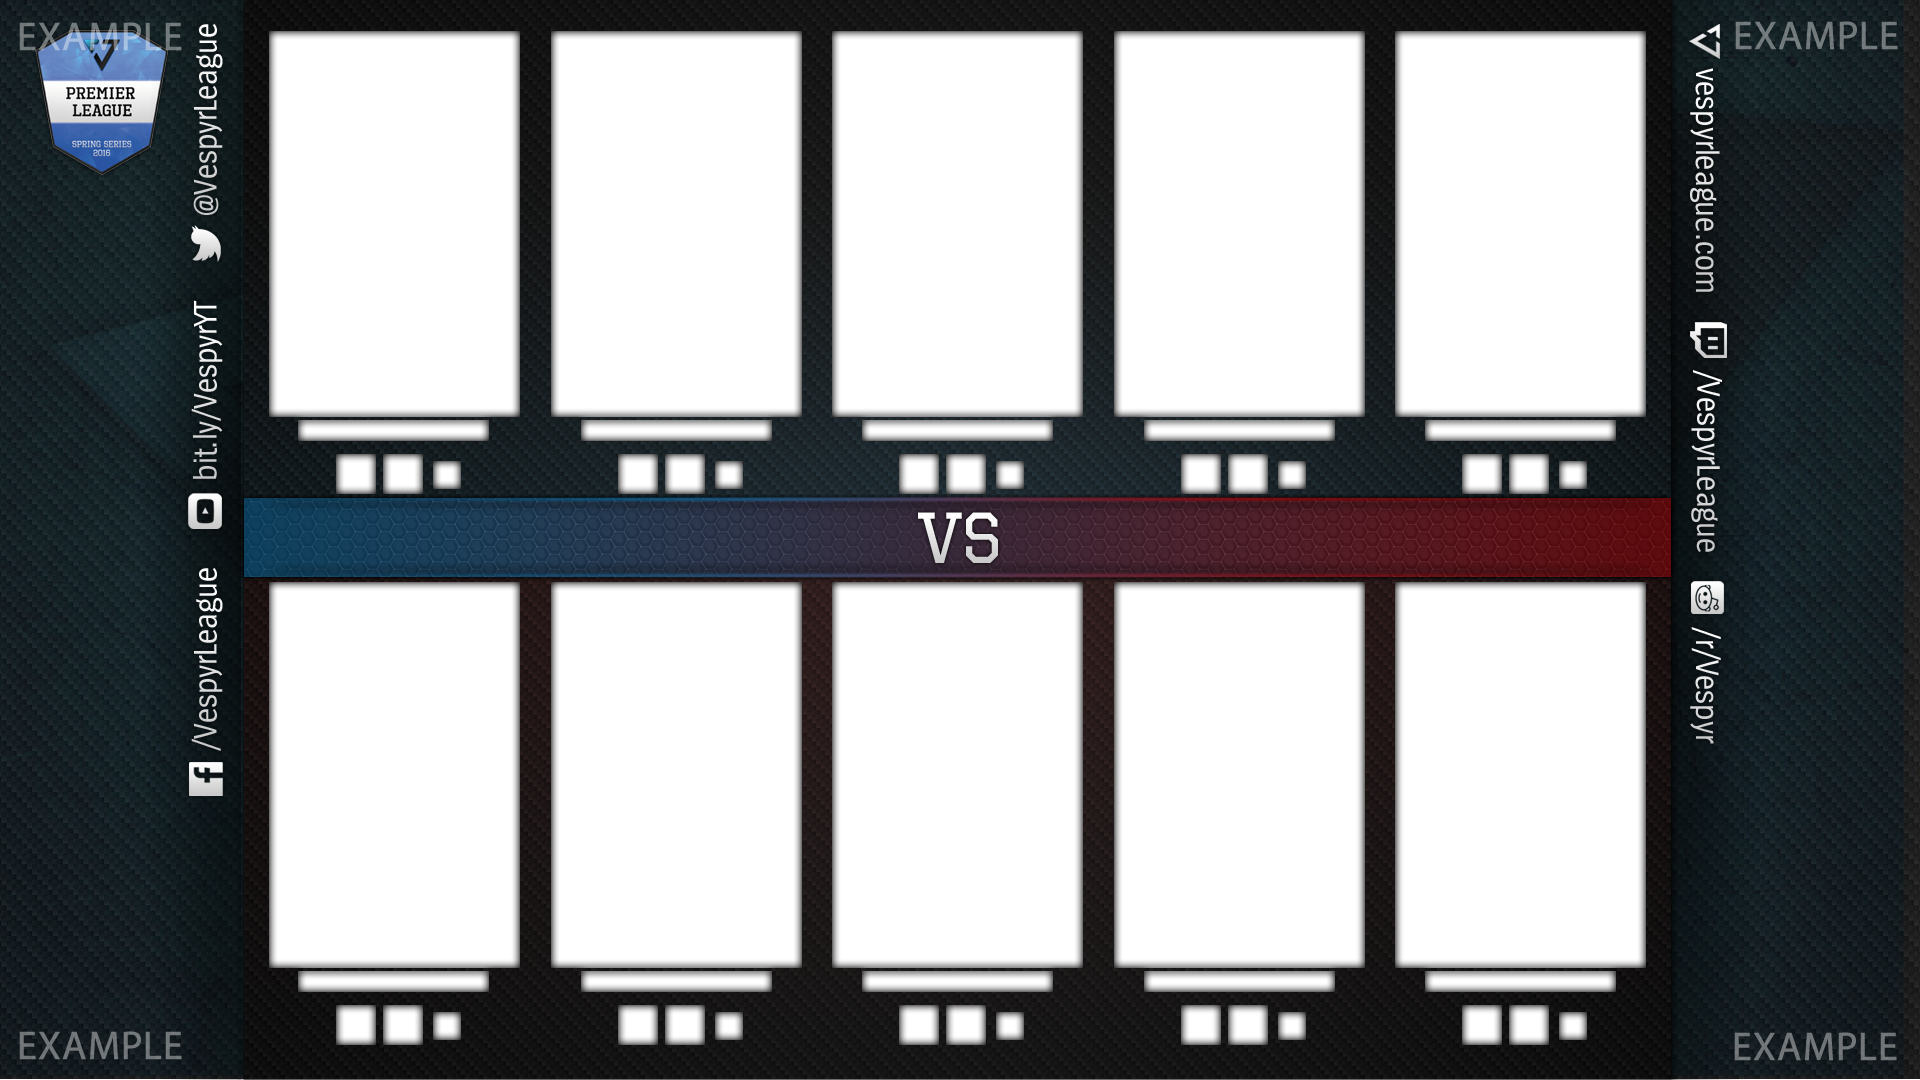 EXAMPLE
PREMIER
LEAGUE
SPRING SERIES
2016
@VespyrLeague
bit.ly/VespyrYT
/VespyrLeague
VS
vespyrleague.com
/VespyrLeague
/r/Vespyr
EXAMPLE
EXAMPLE
EXAMPLE